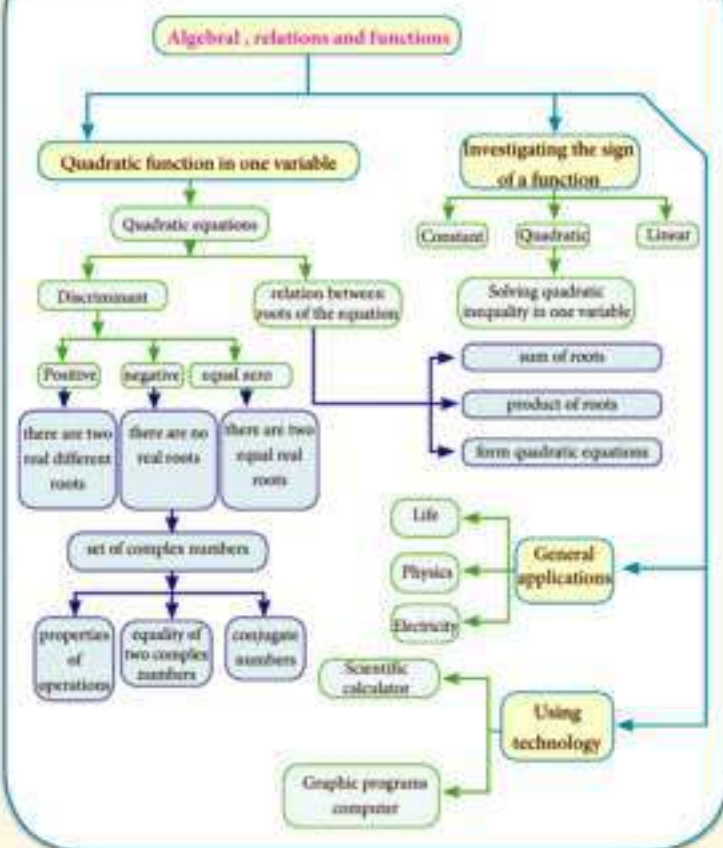 Algebral , relations and functions
Quadratic function in one variable
Investigating the sign
of a function
Quadratic equations
Constant
Quadratic
Linear
Discriminant
relation between
roots of the equation
Solving quadratic
inequality in one variable
Positive
negative
equal zero
sum of roots
product of roots
form quadratic equations
there are two
real different
roots
there are no
real roots
there are two
equal real
roots
set of complex numbers
properties
of
operations
equality of
two complex
numbers
conjugate
numbers
Life
Physics
Electricity
General
applications
Scientific
calculator
Graphic programs
computer
Using
technology